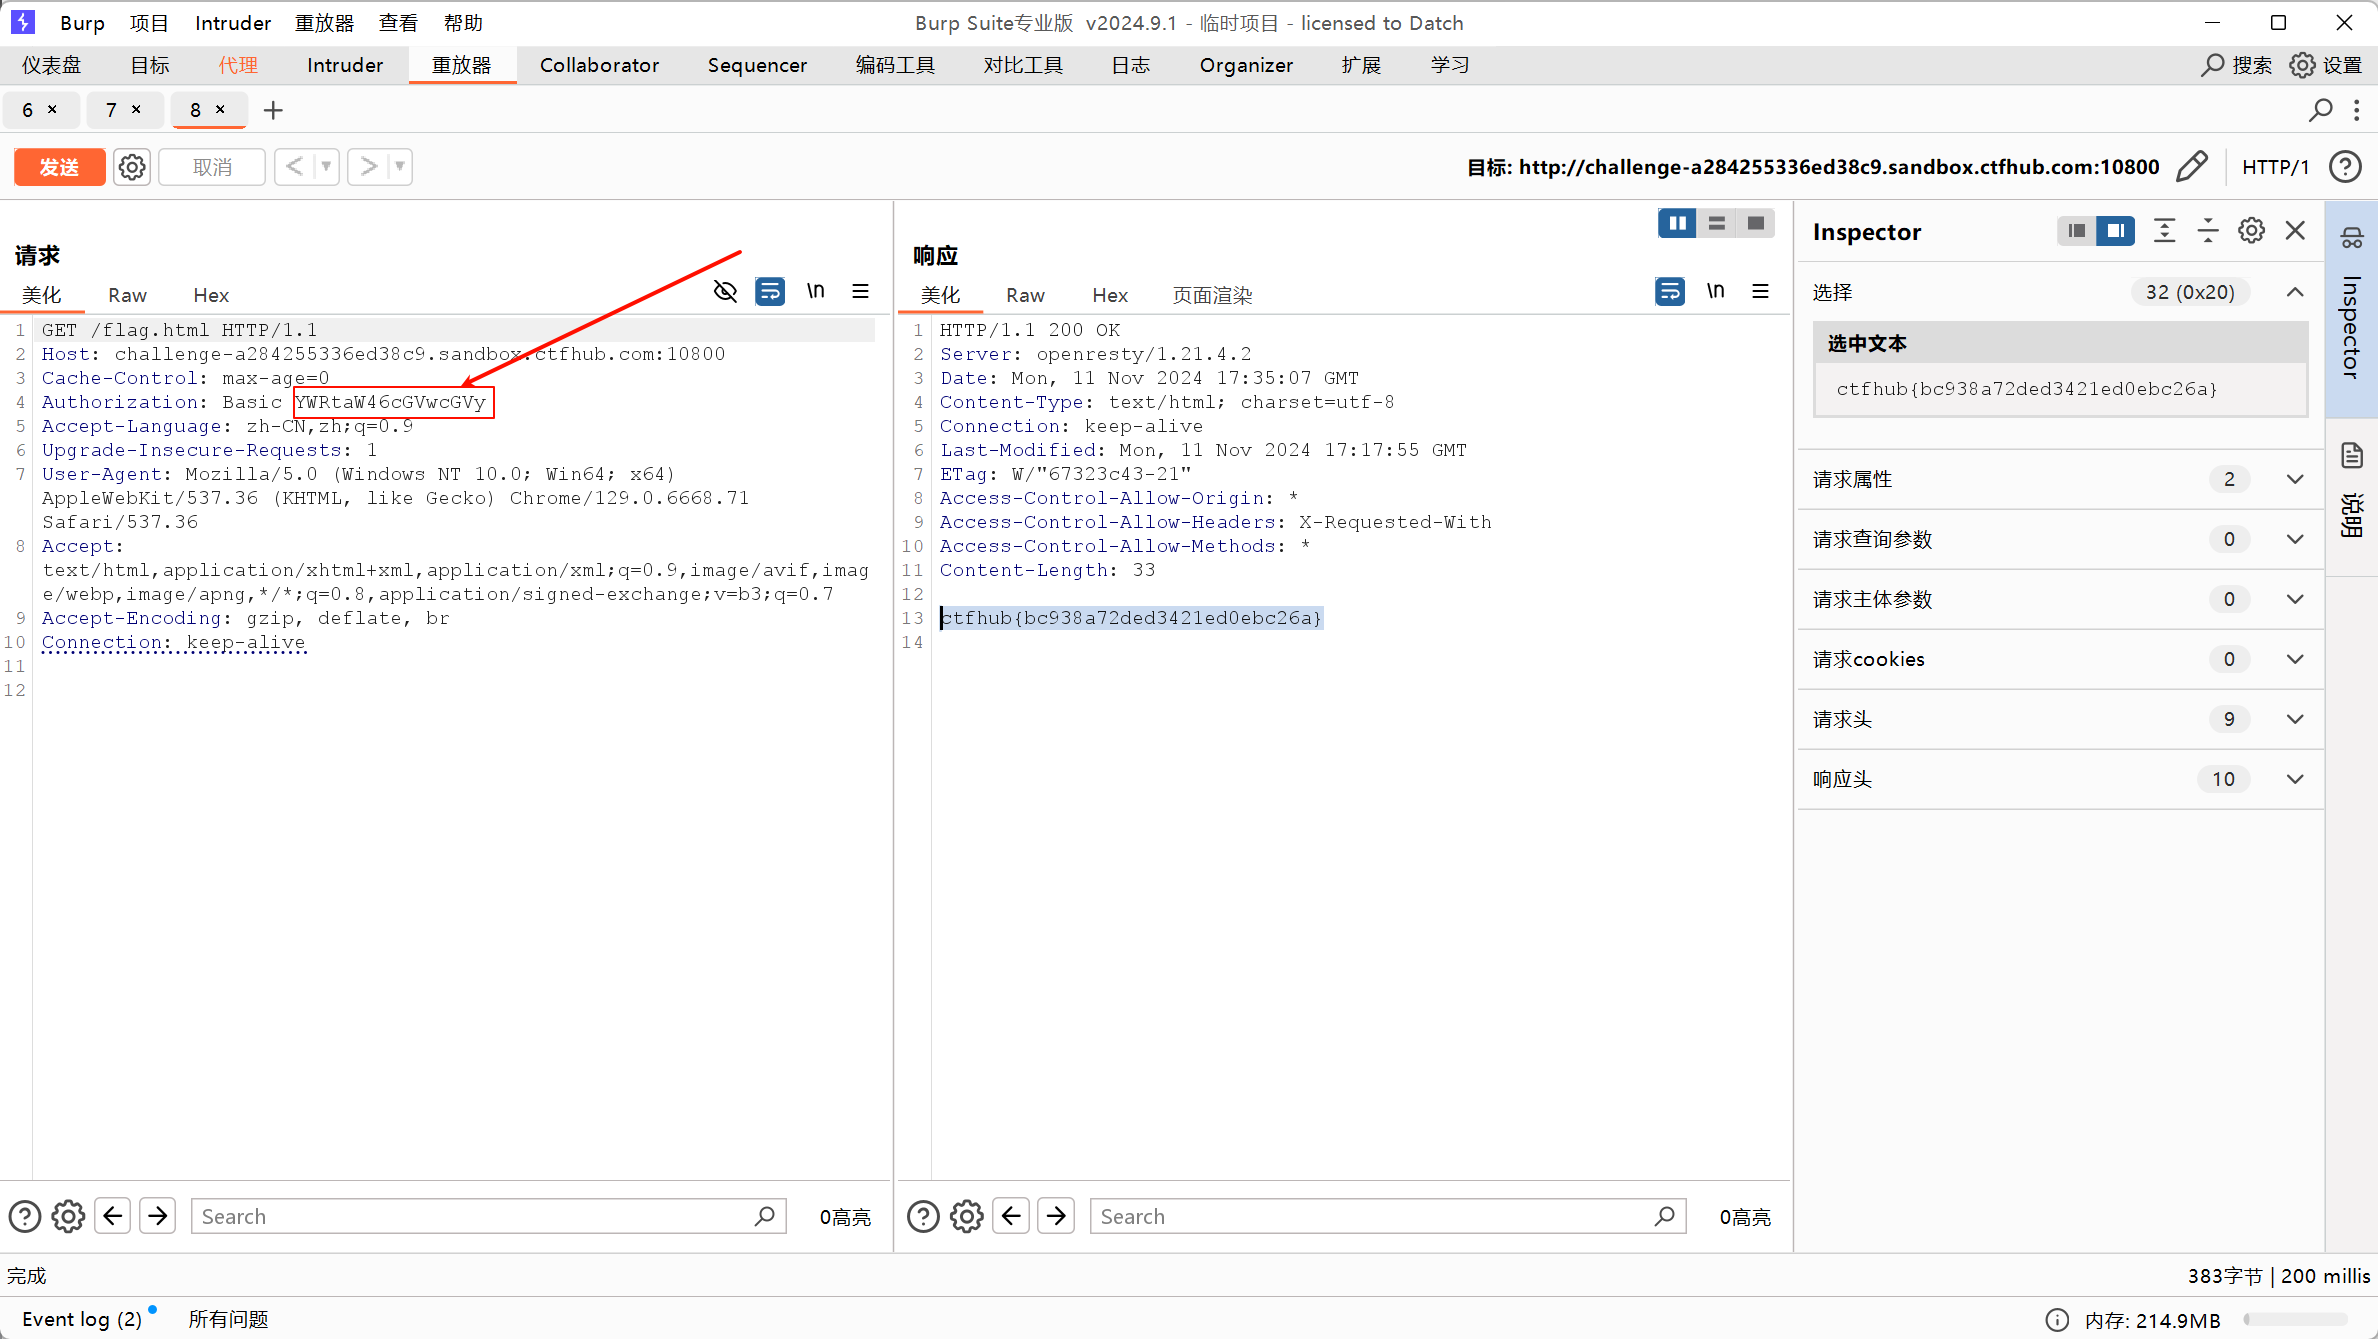 Burp 项目 Intruder 重放器 查看 帮助 Burp Suite专业版 v2024.9.1 - 临时项目 - licensed to Datch
仪表盘 目标 代理 Intruder 重放器 Collaborator Sequencer 编码工具 对比工具 日志 Organizer 扩展 学习 搜索 设置
6 × 7 × 8 × +
发送 取消 < > 目标: http://challenge-a284255336ed38c9.sandbox.ctfhub.com:10800 HTTP/1
请求
美化 Raw Hex \n
1 GET /flag.html HTTP/1.1
2 Host: challenge-a284255336ed38c9.sandbox.ctfhub.com:10800
3 Cache-Control: max-age=0
4 Authorization: Basic YWRtaW46cGVwcGVy
5 Accept-Language: zh-CN,zh;q=0.9
6 Upgrade-Insecure-Requests: 1
7 User-Agent: Mozilla/5.0 (Windows NT 10.0; Win64; x64)
AppleWebKit/537.36 (KHTML, like Gecko) Chrome/129.0.6668.71
Safari/537.36
8 Accept:
text/html,application/xhtml+xml,application/xml;q=0.9,image/avif,imag
e/webp,image/apng,*/*;q=0.8,application/signed-exchange;v=b3;q=0.7
9 Accept-Encoding: gzip, deflate, br
10 Connection: keep-alive
11
12
Search 0高亮
响应
美化 Raw Hex 页面渲染 \n
1 HTTP/1.1 200 OK
2 Server: openresty/1.21.4.2
3 Date: Mon, 11 Nov 2024 17:35:07 GMT
4 Content-Type: text/html; charset=utf-8
5 Connection: keep-alive
6 Last-Modified: Mon, 11 Nov 2024 17:17:55 GMT
7 ETag: W/"67323c43-21"
8 Access-Control-Allow-Origin: *
9 Access-Control-Allow-Headers: X-Requested-With
10 Access-Control-Allow-Methods: *
11 Content-Length: 33
12
13 ctfhub{bc938a72ded3421ed0ebc26a}
14
Search 0高亮
Inspector
选择 32 (0x20)
选中文本
ctfhub{bc938a72ded3421ed0ebc26a}
请求属性 2
请求查询参数 0
请求主体参数 0
请求cookies 0
请求头 9
响应头 10
Inspector
说明
完成 383字节 | 200 millis
Event log (2) 所有问题 内存: 214.9MB